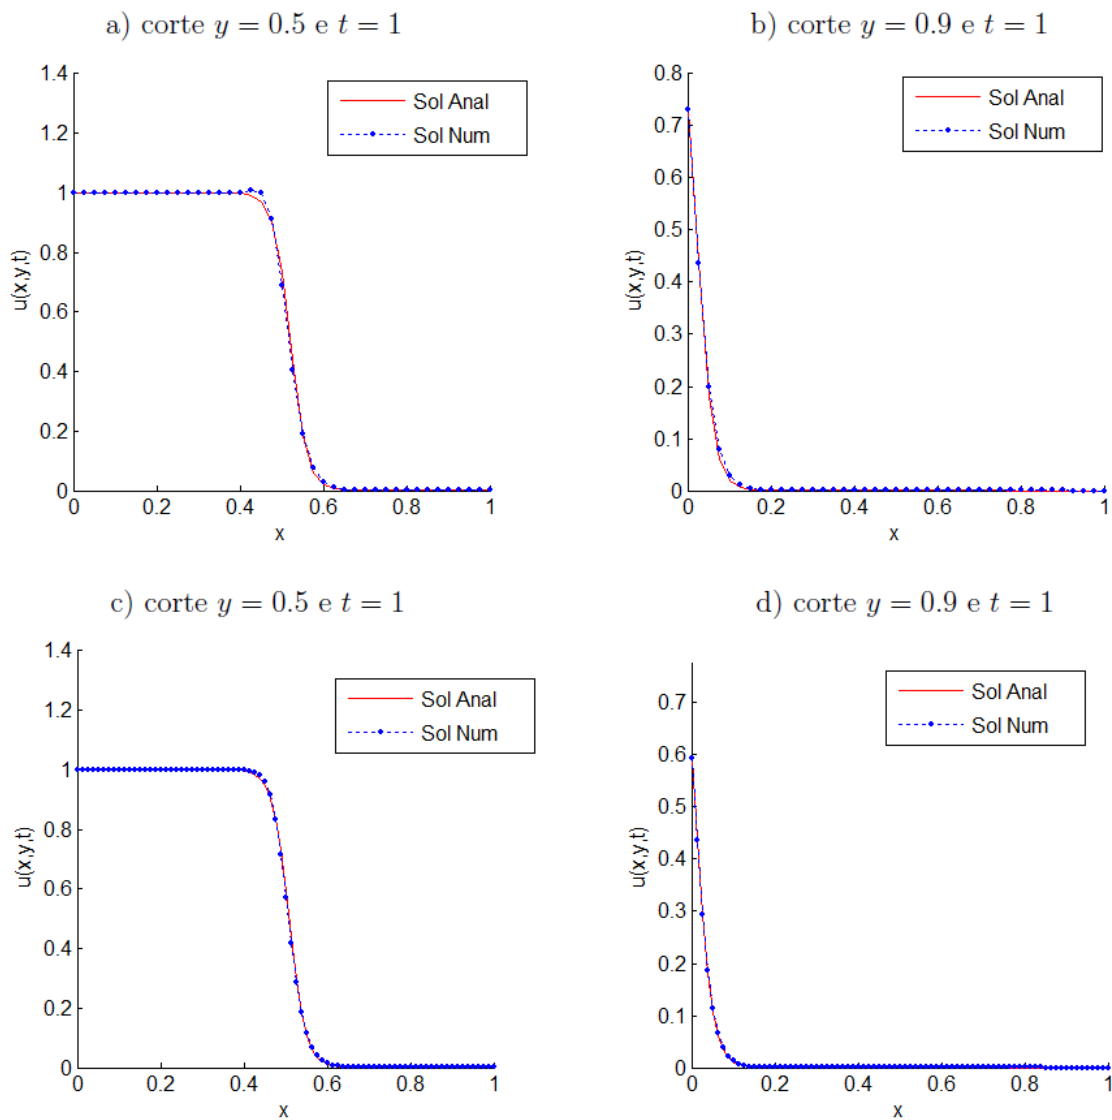 a) corte y = 0.5 e t = 1
1.4
1.2
1
0.8
0.6
0.4
0.2
0
0 0.2 0.4 0.6 0.8 1
x
u(x,y,t)
Sol Anal
Sol Num
b) corte y = 0.9 e t = 1
0.8
0.7
0.6
0.5
0.4
0.3
0.2
0.1
0
0 0.2 0.4 0.6 0.8 1
x
u(x,y,t)
Sol Anal
Sol Num
c) corte y = 0.5 e t = 1
1.4
1.2
1
0.8
0.6
0.4
0.2
0
0 0.2 0.4 0.6 0.8 1
x
u(x,y,t)
Sol Anal
Sol Num
d) corte y = 0.9 e t = 1
0.7
0.6
0.5
0.4
0.3
0.2
0.1
0
0 0.2 0.4 0.6 0.8 1
x
u(x,y,t)
Sol Anal
Sol Num